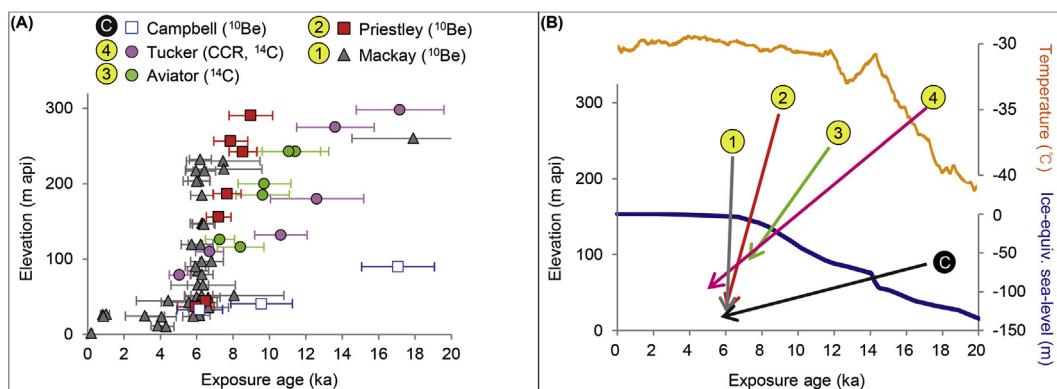 (A)
C Campbell (¹⁰Be)
2 Priestley (¹⁰Be)
4 Tucker (CCR, ¹⁴C)
1 Mackay (¹⁰Be)
3 Aviator (¹⁴C)
Elevation (m api)
300
200
100
0
0 2 4 6 8 10 12 14 16 18 20
Exposure age (ka)
(B)
Elevation (m api)
300
200
100
0
1
2
3
4
C
0 2 4 6 8 10 12 14 16 18 20
Exposure age (ka)
-30
-35
-40
Temperature (℃)
0
-50
-100
-150
Ice-equiv. sea-level (m)